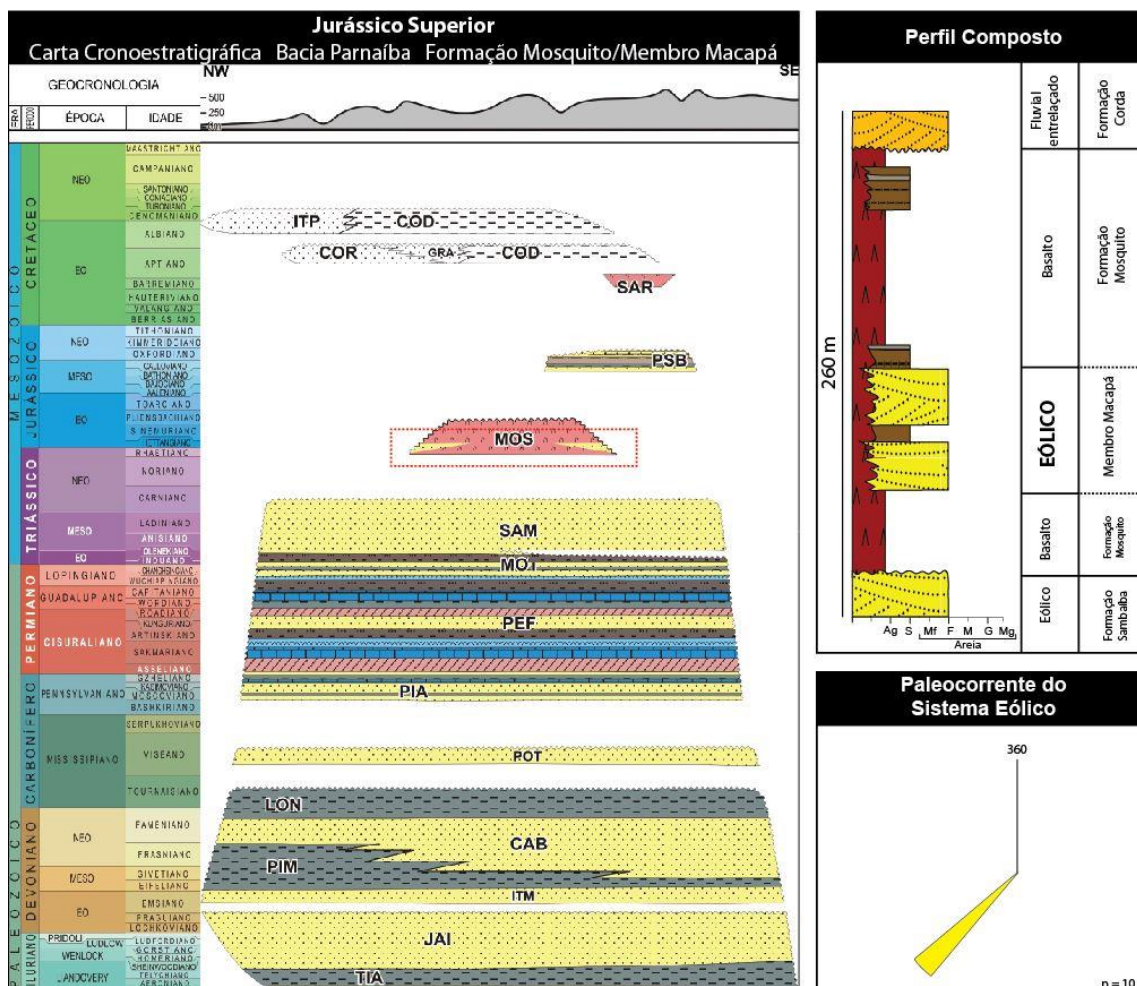 Jurássico Superior
Carta Cronoestratigráfica Bacia Parnaíba Formação Mosquito/Membro Macapá
GEOCRONOLOGIA
NW
SE
500
250
ERA
ÉPOCA
IDADE
MESOZOICO
CRETACEO
NEO
MAASTRICHTIANO
CAMPANIANO
SANTONIANO
CONIACIANO
TURONIANO
CENOMANIANO
EO
ALBIANO
APTIANO
BARREMIANO
HAUTERIVIANO
VALANGIANO
BERRIASIANO
ITP
COD
COR
GRA
COD
SAR
JURÁSSICO
NEO
TITHONIANO
KIMMERIDGIANO
OXFORDIANO
MESO
CALLOVIANO
BATHONIANO
BAJOCIANO
AALENIANO
EO
TOARCIANO
PLIENSBACHIANO
SINEMURIANO
HETTANGIANO
PSB
MOS
TRIÁSSICO
NEO
RHAETIANO
NORIANO
CARNIANO
MESO
LADINIANO
ANISIANO
EO
OLENEKIANO
INDUANO
SAM
MOT
PALEOZOICO
PERMIANO
LOPINGIANO
CHANGHSINGIANO
WUCHIAPINGIANO
GUADALUPIANO
CAPITANIANO
WORDIANO
ROADIANO
CISURALIANO
KUNGURIANO
ARTINSKIANO
SAKMARIANO
ASSELIANO
PEF
CARBONÍFERO
PENNSYLVANIANO
GZHELIANO
KASIMOVIANO
MOSCOVIANO
BASHKIRIANO
PIA
MISSISSIPIANO
SERPUKHOVIANO
VISEANO
TOURNAISIANO
POT
LON
DEVONIANO
NEO
FAMENIANO
FRASNIANO
MESO
GIVETIANO
EIFELIANO
EO
EMSIANO
PRAGUIANO
LOCHKOVIANO
CAB
PIM
ITM
JAI
SILURIANO
PRIDOLI
LUDLOW
LUDFORDIANO
GORSTIANO
WENLOCK
HOMERIANO
SHEINWOODIANO
LLANDOVERY
TELYCHIANO
AERONIANO
TIA
Perfil Composto
260 m
Fluvial
entrelaçado
Formação
Corda
Basalto
Formação
Mosquito
EÓLICO
Membro Macapá
Basalto
Formação
Mosquito
Eólico
Formação
Sambaíba
Ag S Mf F M G Mg
Areia
Paleocorrente do
Sistema Eólico
360
n = 10